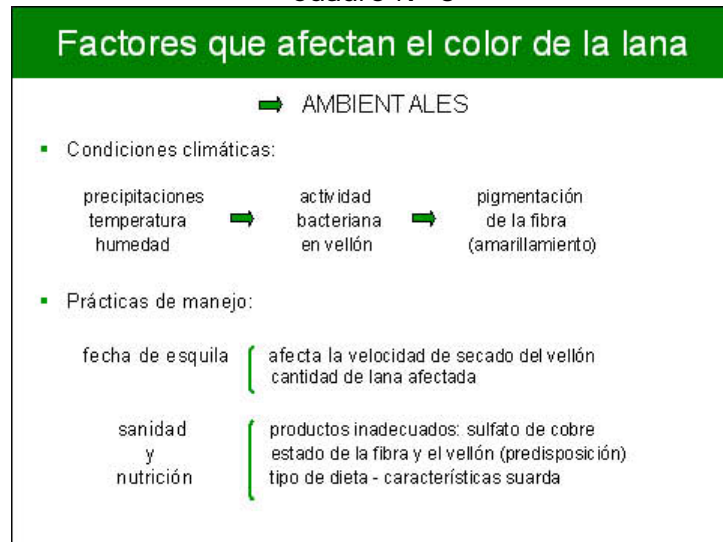 Factores que afectan el color de la lana
AMBIENTALES
Condiciones climáticas:
precipitaciones
temperatura
humedad
actividad
bacteriana
en vellón
pigmentación
de la fibra
(amarillamiento)
Prácticas de manejo:
fecha de esquila
afecta la velocidad de secado del vellón
cantidad de lana afectada
sanidad
y
nutrición
productos inadecuados: sulfato de cobre
estado de la fibra y el vellón (predisposición)
tipo de dieta - características suarda